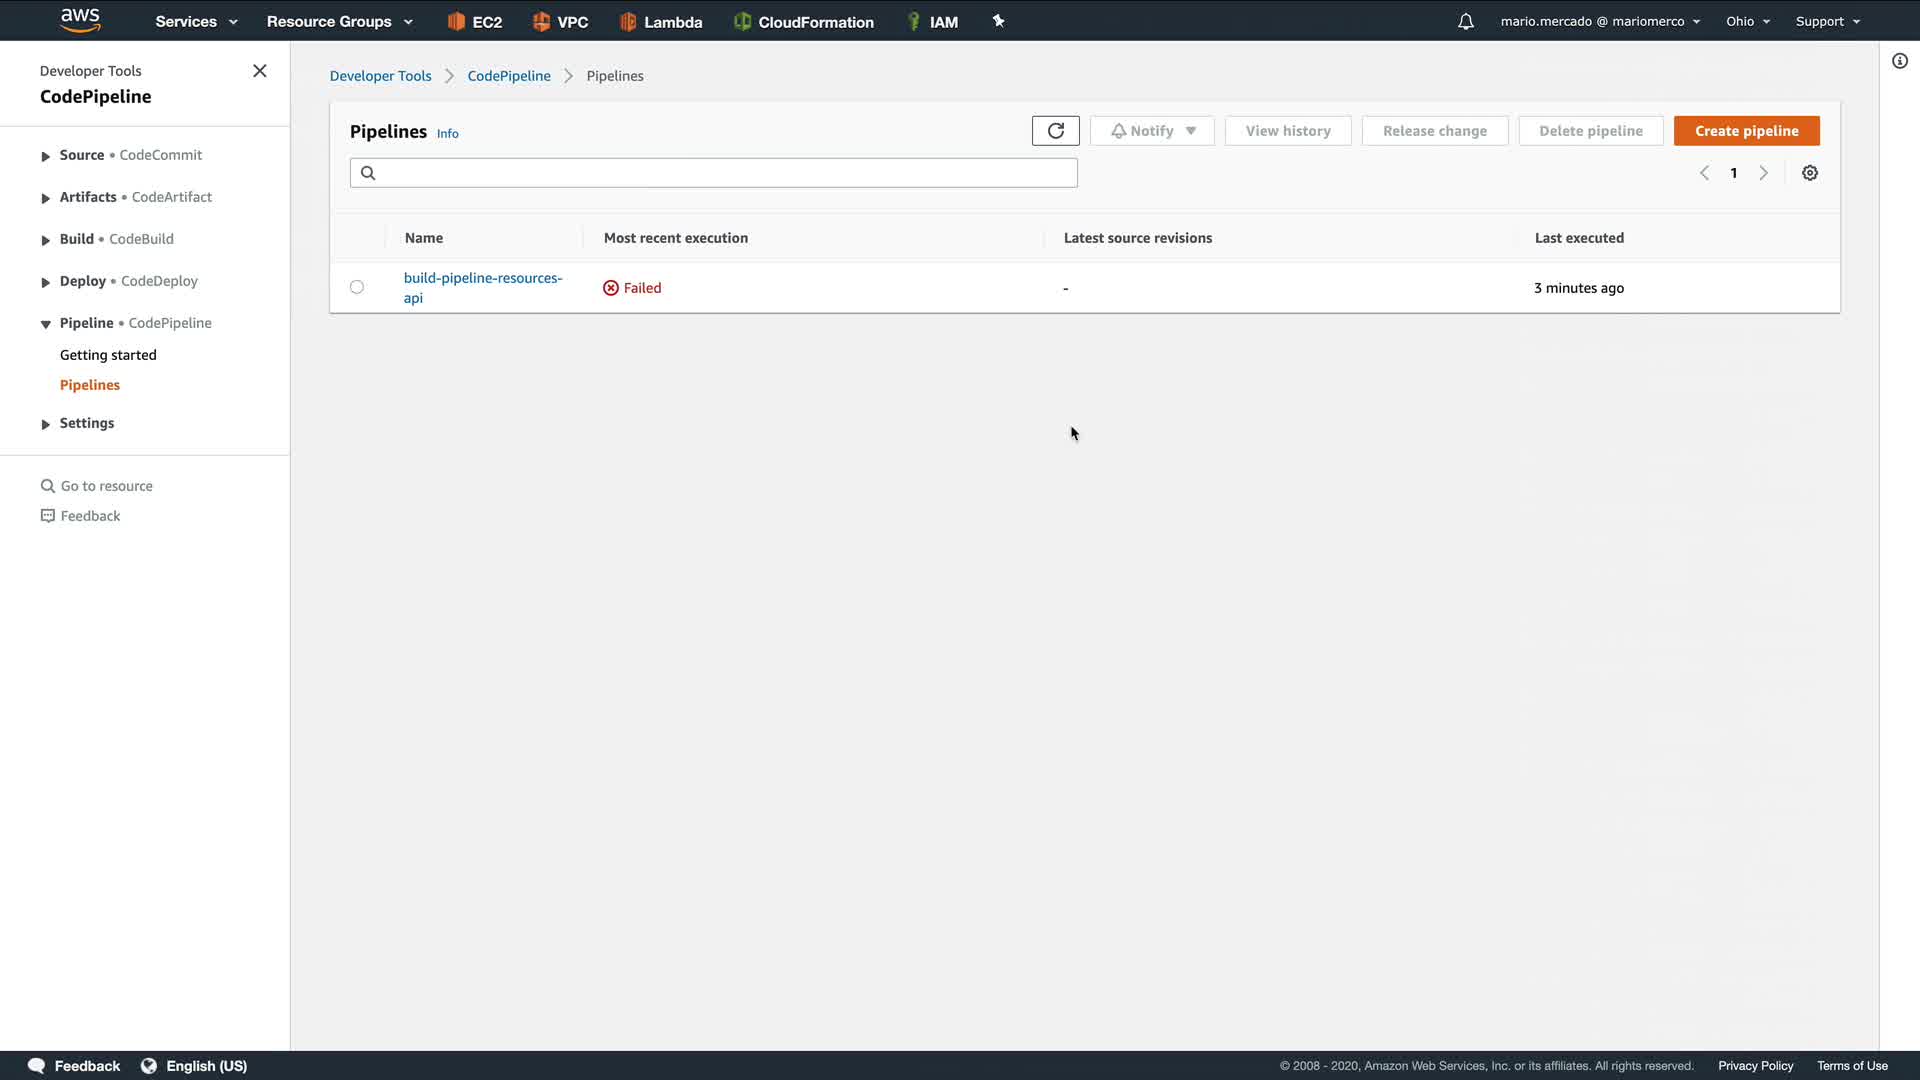 aws Services Resource Groups EC2 VPC Lambda CloudFormation IAM mario.mercado @ mariomerco Ohio Support
Developer Tools
CodePipeline
Source • CodeCommit
Artifacts • CodeArtifact
Build • CodeBuild
Deploy • CodeDeploy
Pipeline • CodePipeline
Getting started
Pipelines
Settings
Go to resource
Feedback
Developer Tools CodePipeline Pipelines
Pipelines Info Notify View history Release change Delete pipeline Create pipeline
1
Name Most recent execution Latest source revisions Last executed
build-pipeline-resources-
api
Failed - 3 minutes ago
Feedback English (US) © 2008 - 2020, Amazon Web Services, Inc. or its affiliates. All rights reserved. Privacy Policy Terms of Use